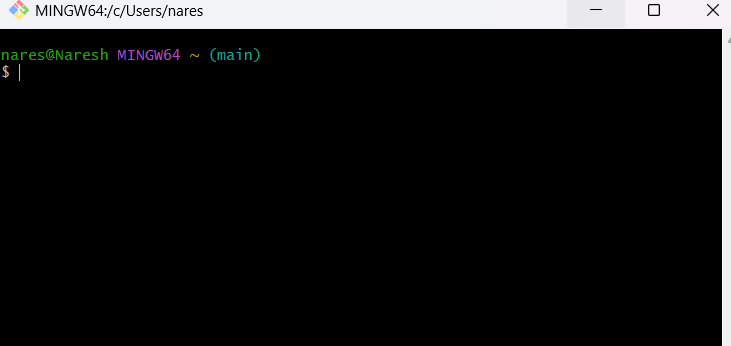 MINGW64:/c/Users/nares
nares@Naresh MINGW64 ~ (main)
$